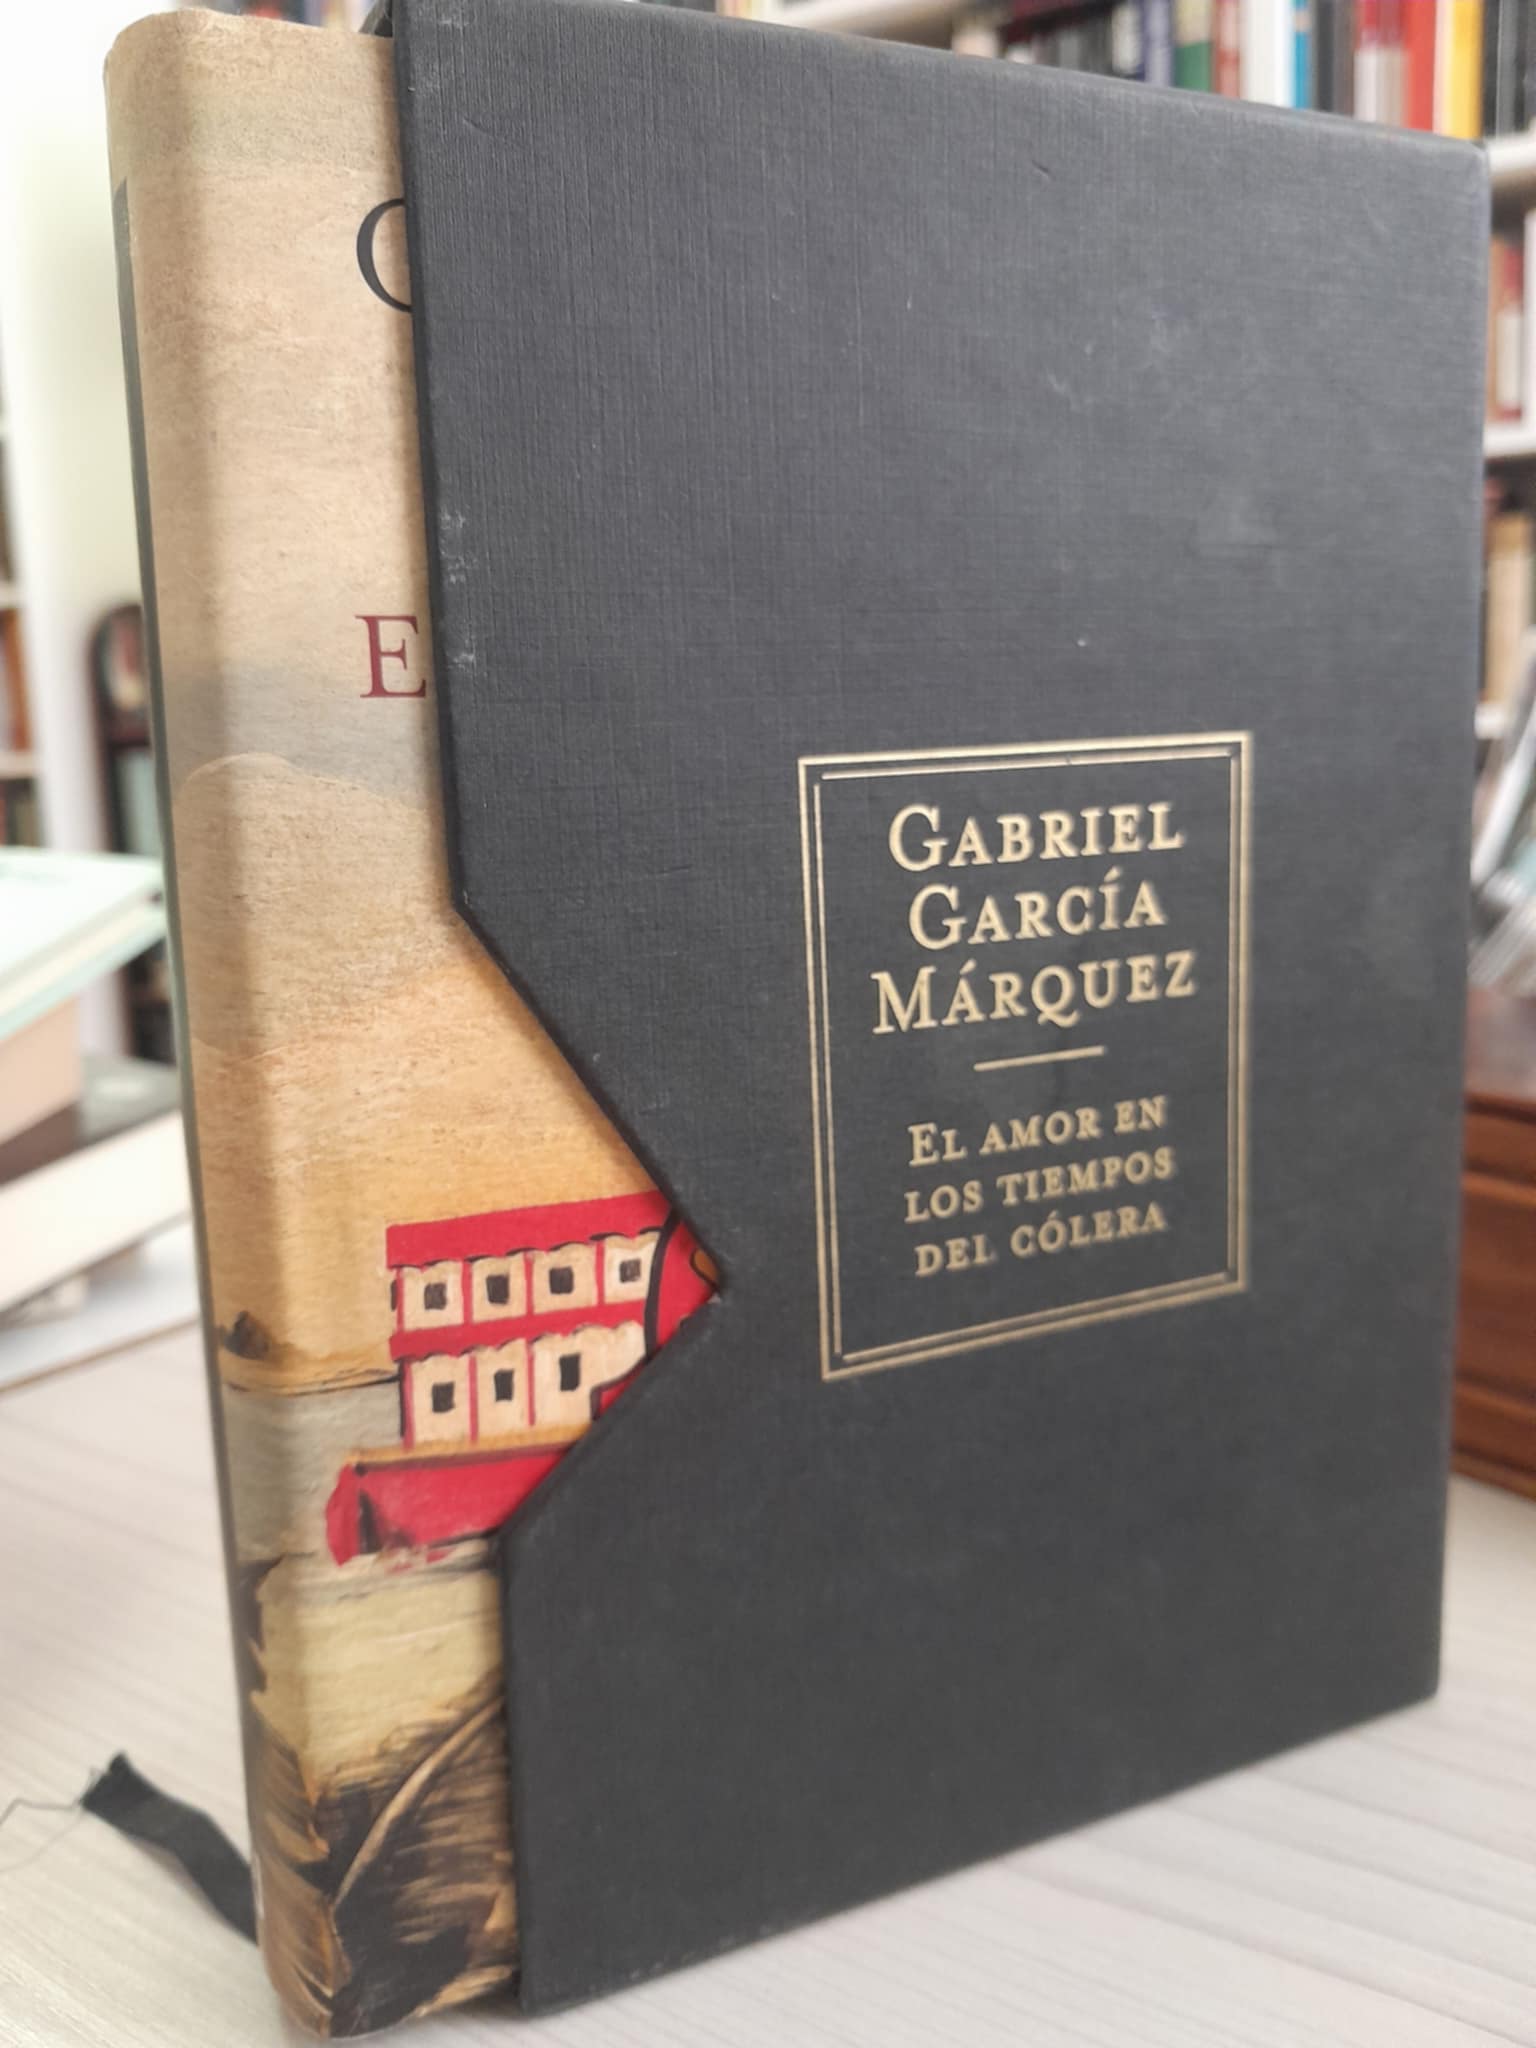 G
E
GABRIEL
GARCÍA
MÁRQUEZ
EL AMOR EN
LOS TIEMPOS
DEL CÓLERA